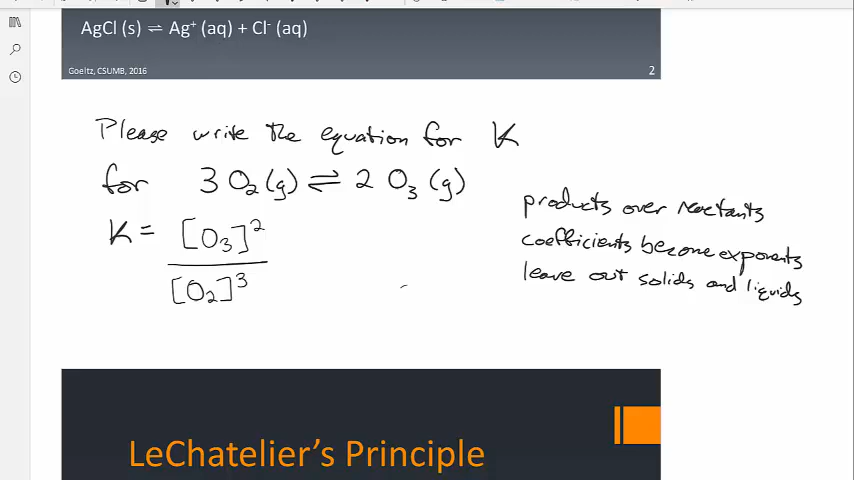 AgCl (s) ⇌ Ag⁺ (aq) + Cl⁻ (aq)
Goeltz, CSUMB, 2016
2
Please write the equation for K
for 3 O₂(g) ⇌ 2 O₃ (g)
K = [O₃]²
[O₂]³
products over reactants
coefficients become exponents
leave out solids and liquids
LeChatelier's Principle